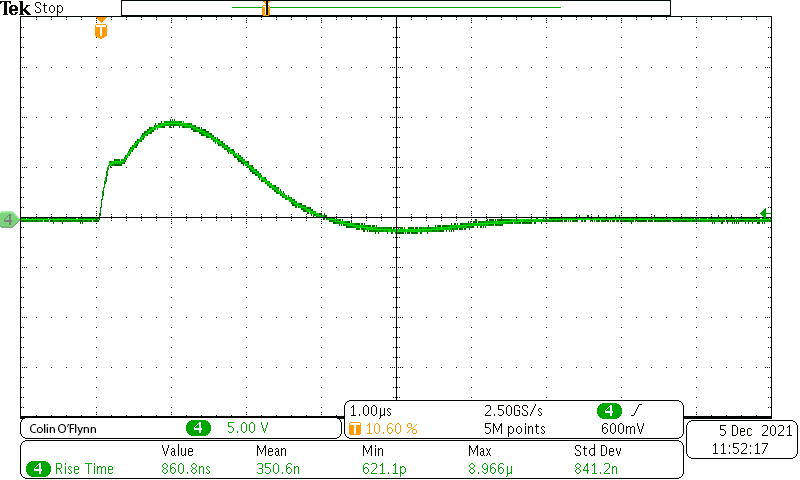 Tek Stop
T
T
4
1.00µs
2.50GS/s
4
Colin O'Flynn
4
5.00 V
T 10.60 %
5M points
600mV
5 Dec 2021
11:52:17
Value
Mean
Min
Max
Std Dev
4 Rise Time
860.8ns
350.6n
621.1p
8.966µ
841.2n